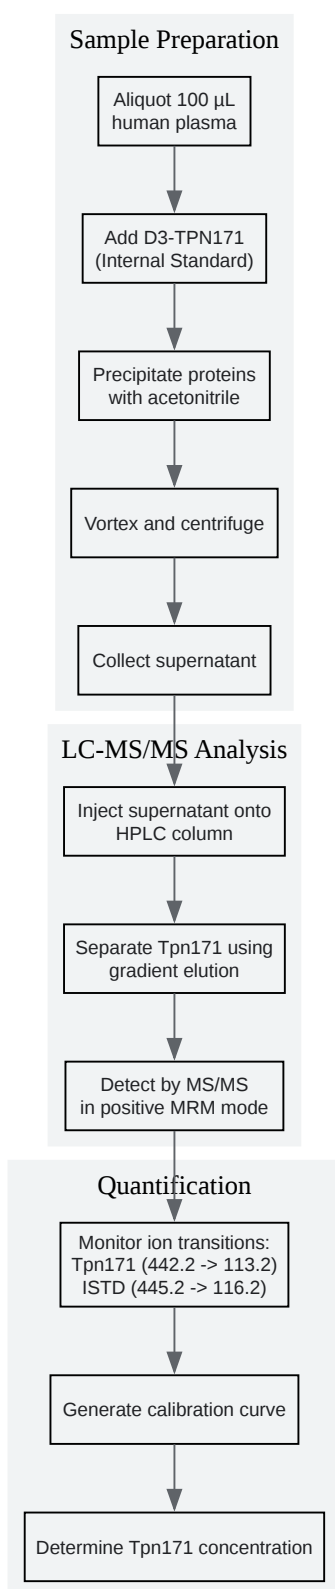 Sample Preparation
Aliquot 100 µL
human plasma
Add D3-TPN171
(Internal Standard)
Precipitate proteins
with acetonitrile
Vortex and centrifuge
Collect supernatant
LC-MS/MS Analysis
Inject supernatant onto
HPLC column
Separate Tpn171 using
gradient elution
Detect by MS/MS
in positive MRM mode
Quantification
Monitor ion transitions:
Tpn171 (442.2 -> 113.2)
ISTD (445.2 -> 116.2)
Generate calibration curve
Determine Tpn171 concentration